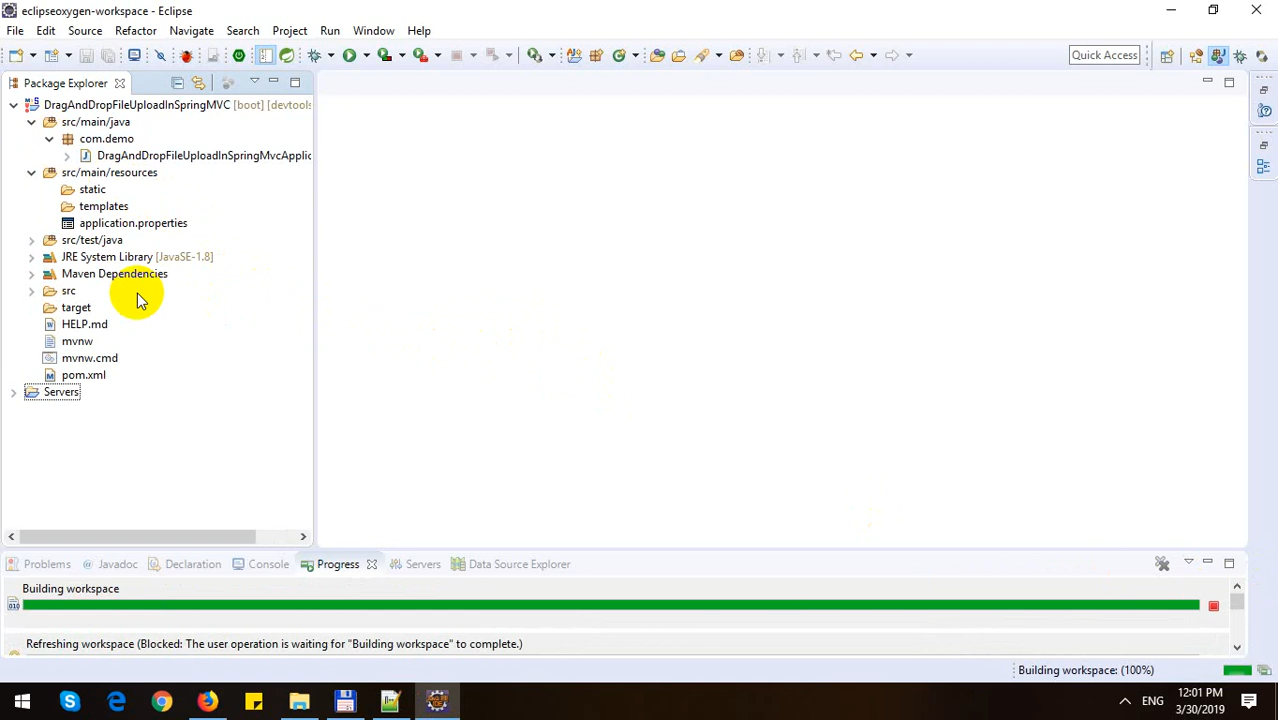 eclipseoxygen-workspace - Eclipse
File Edit Source Refactor Navigate Search Project Run Window Help
Quick Access
Package Explorer
DragAndDropFileUploadInSpringMVC [boot] [devtools
src/main/java
com.demo
DragAndDropFileUploadInSpringMvcApplic
src/main/resources
static
templates
application.properties
src/test/java
JRE System Library [JavaSE-1.8]
Maven Dependencies
src
target
HELP.md
mvnw
mvnw.cmd
pom.xml
Servers
Problems @ Javadoc Declaration Console Progress Servers Data Source Explorer
Building workspace
Refreshing workspace (Blocked: The user operation is waiting for "Building workspace" to complete.)
Building workspace: (100%)
ENG
12:01 PM
3/30/2019